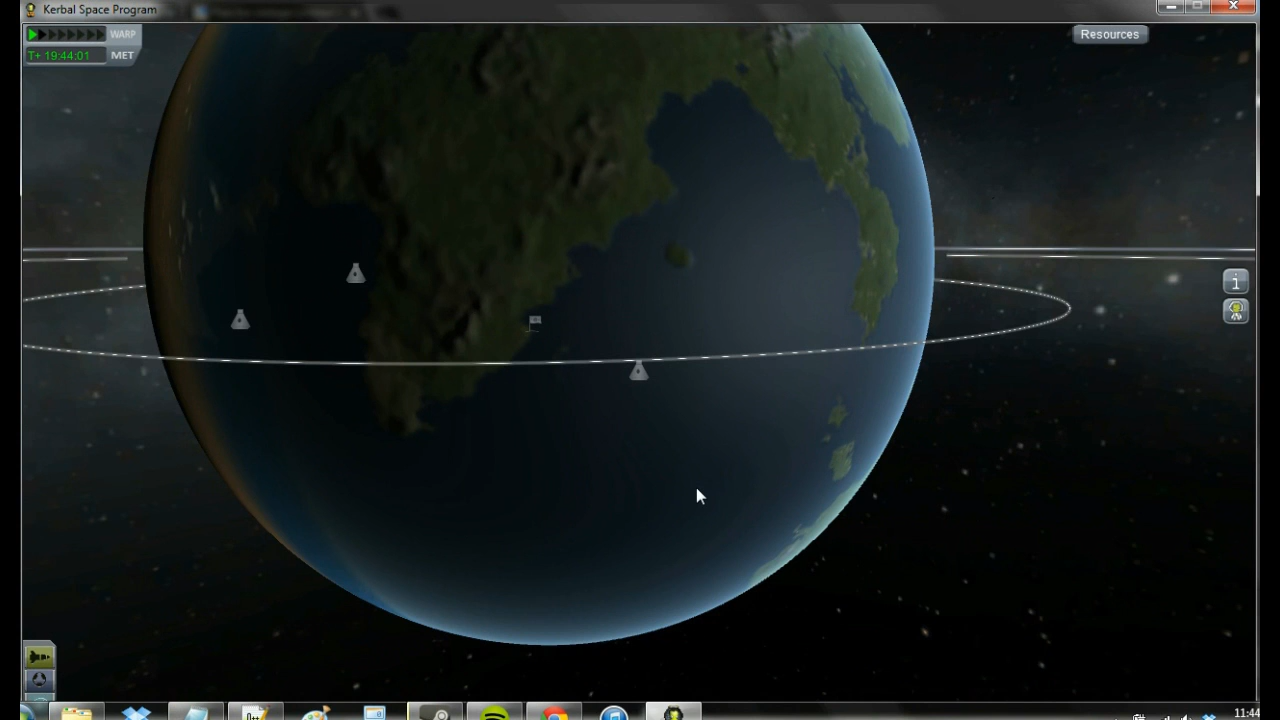 Kerbal Space Program
WARP
Resources
T+ 19:44:01 MET
i
11:44